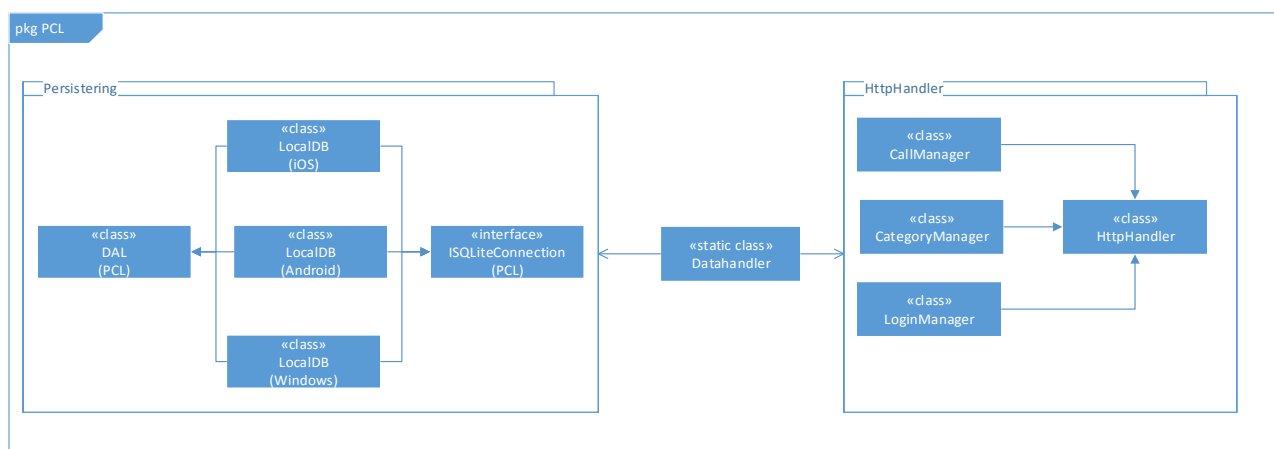 pkg PCL
Persistering
«class»
LocalDB
(iOS)
«class»
DAL
(PCL)
«class»
LocalDB
(Android)
«interface»
ISQLiteConnection
(PCL)
«class»
LocalDB
(Windows)
«static class»
Datahandler
HttpHandler
«class»
CallManager
«class»
CategoryManager
«class»
HttpHandler
«class»
LoginManager